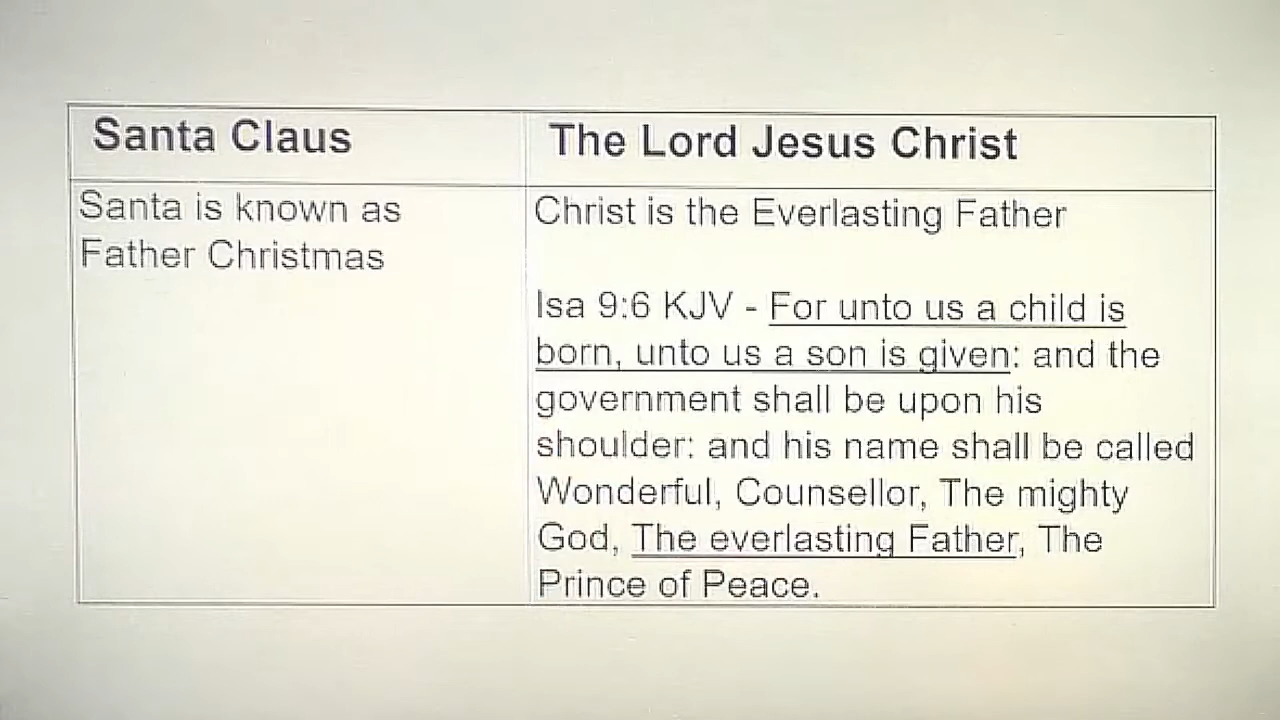 Santa Claus
The Lord Jesus Christ
Santa is known as
Father Christmas
Christ is the Everlasting Father
Isa 9:6 KJV - For unto us a child is
born, unto us a son is given: and the
government shall be upon his
shoulder: and his name shall be called
Wonderful, Counsellor, The mighty
God, The everlasting Father, The
Prince of Peace.